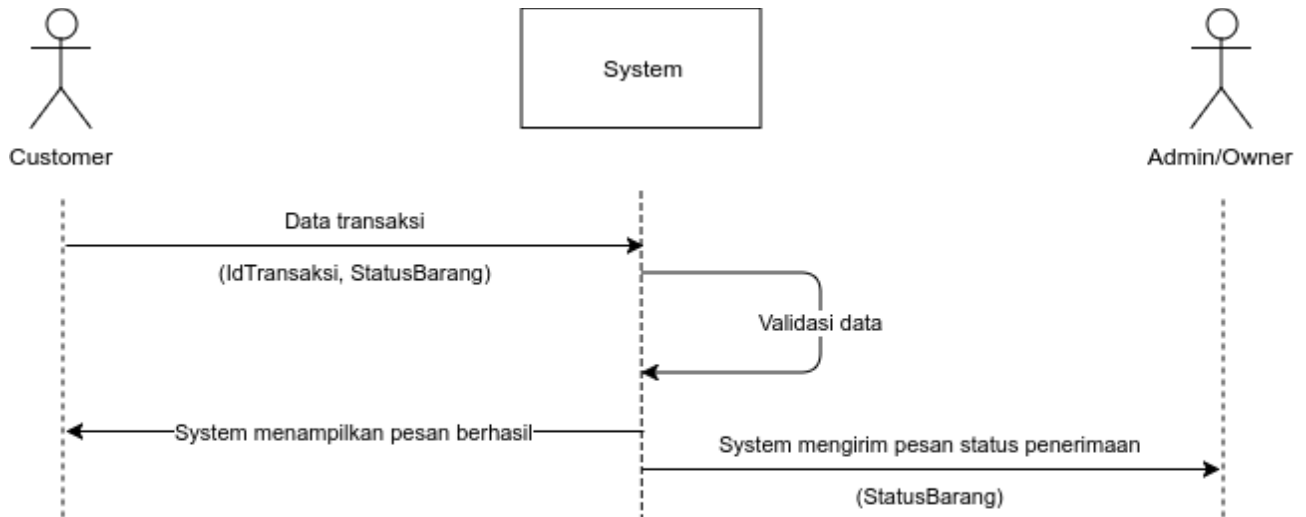 System
Customer
Admin/Owner
Data transaksi
(IdTransaksi, StatusBarang)
Validasi data
System menampilkan pesan berhasil
System mengirim pesan status penerimaan
(StatusBarang)